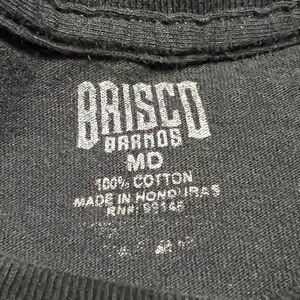 BRISCO
BRANDS
MD
100% COTTON
MADE IN HONDURAS